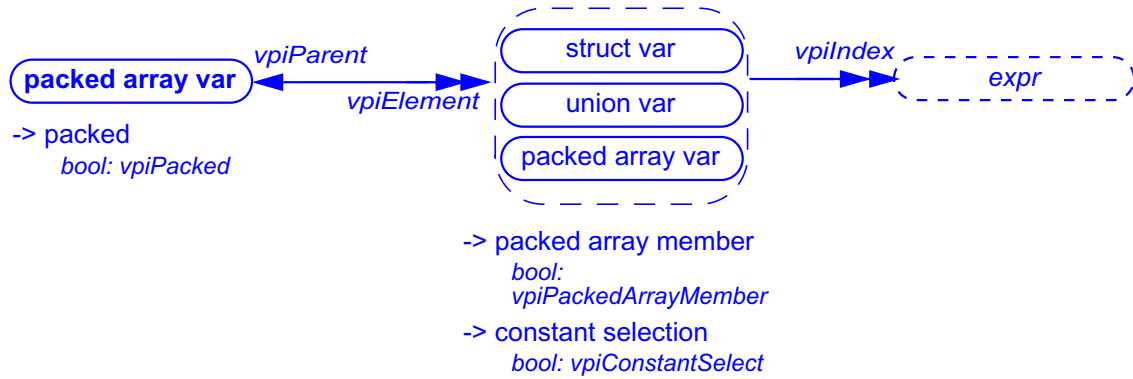 struct var
vpiParent
vpiIndex
packed array var
expr
vpiElement
union var
-> packed
packed array var
bool: vpiPacked
-> packed array member
bool:
vpiPackedArrayMember
-> constant selection
bool: vpiConstantSelect